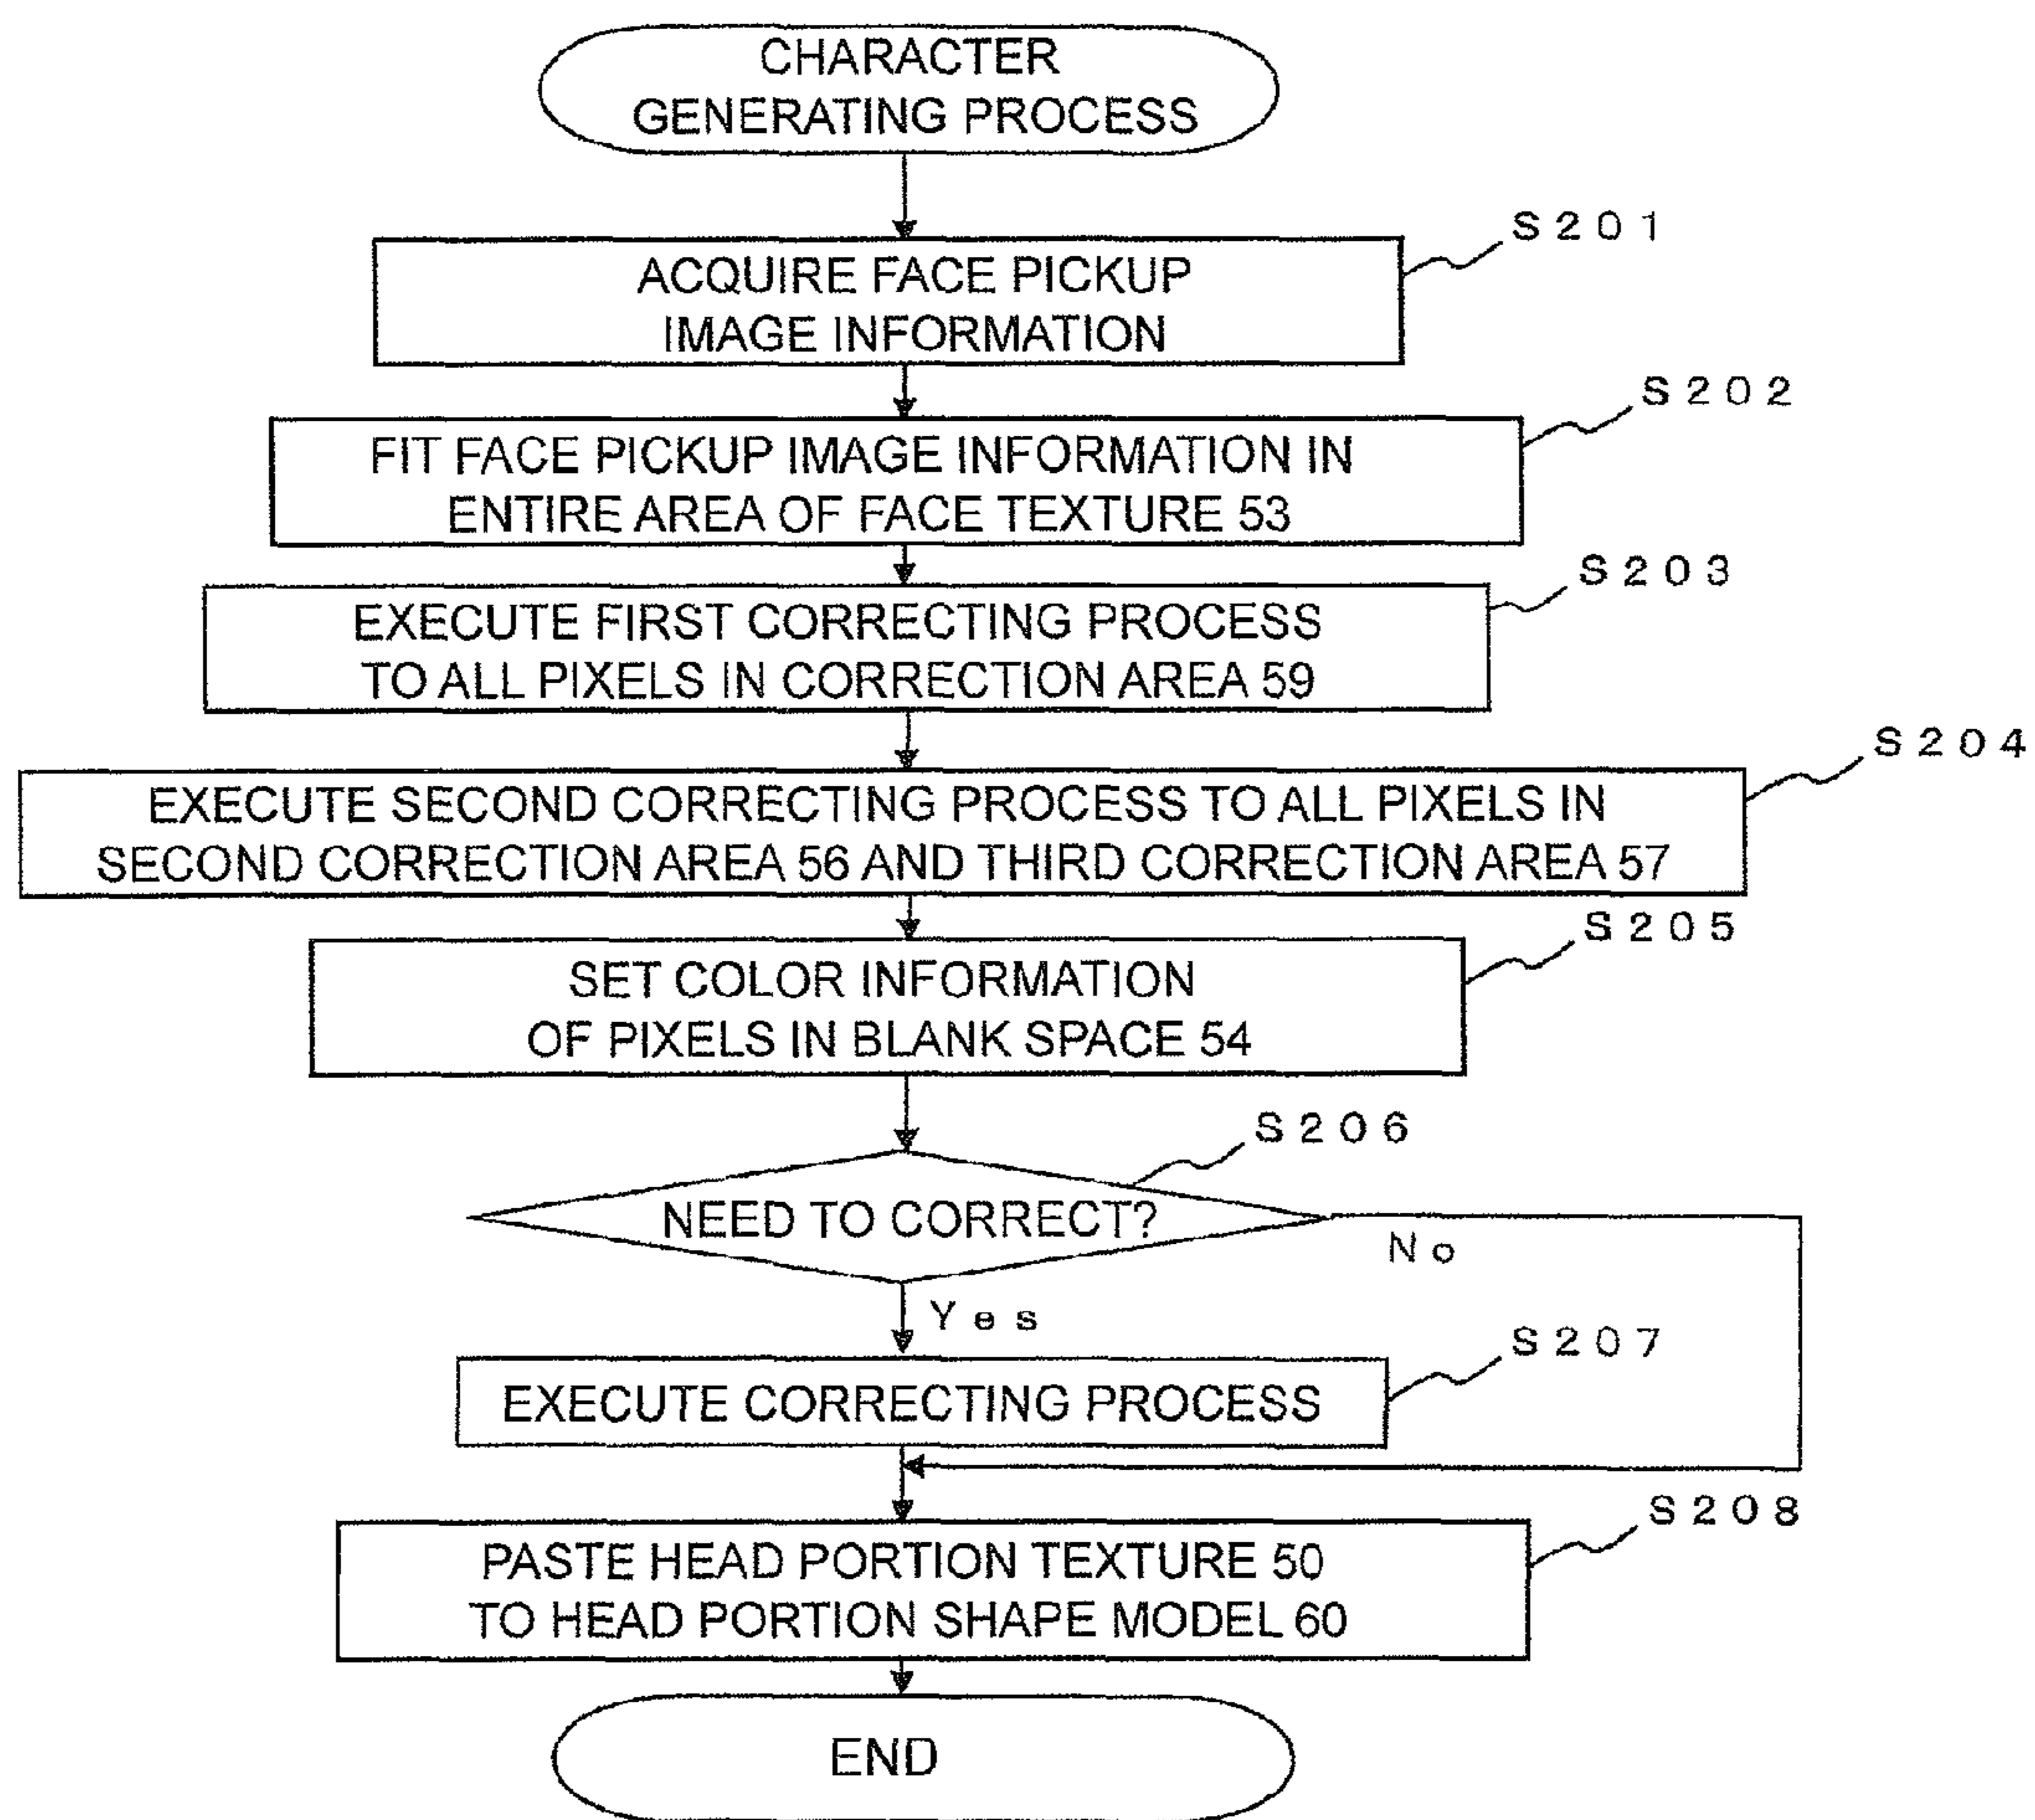 CHARACTER
GENERATING PROCESS
S201
ACQUIRE FACE PICKUP
IMAGE INFORMATION
S202
FIT FACE PICKUP IMAGE INFORMATION IN
ENTIRE AREA OF FACE TEXTURE 53
S203
EXECUTE FIRST CORRECTING PROCESS
TO ALL PIXELS IN CORRECTION AREA 59
S204
EXECUTE SECOND CORRECTING PROCESS TO ALL PIXELS IN
SECOND CORRECTION AREA 56 AND THIRD CORRECTION AREA 57
S205
SET COLOR INFORMATION
OF PIXELS IN BLANK SPACE 54
S206
NEED TO CORRECT?
No
Yes
S207
EXECUTE CORRECTING PROCESS
S208
PASTE HEAD PORTION TEXTURE 50
TO HEAD PORTION SHAPE MODEL 60
END